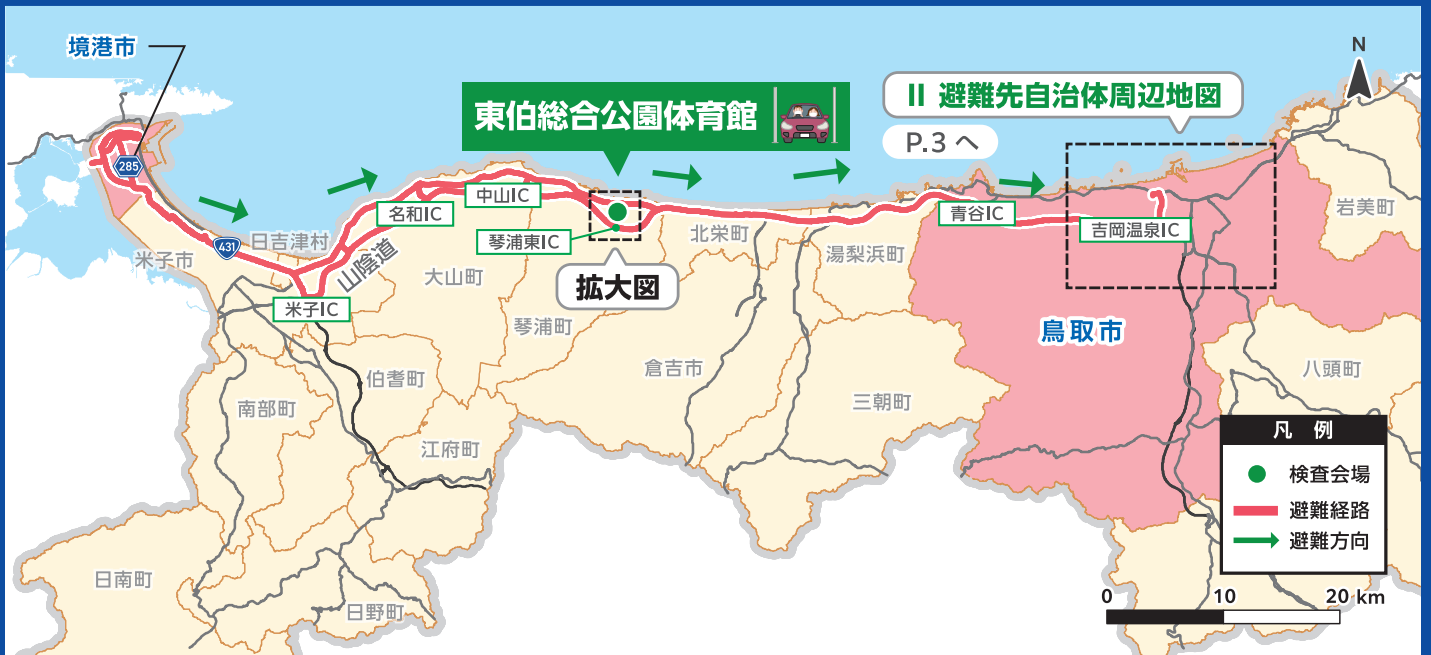 境港市
N
東伯総合公園体育館
II 避難先自治体周辺地図
P.3 へ
285
431
日吉津村
米子市
名和IC
中山IC
琴浦東IC
山陰道
米子IC
大山町
拡大図
琴浦町
北栄町
湯梨浜町
青谷IC
吉岡温泉IC
岩美町
鳥取市
八頭町
倉吉市
三朝町
伯耆町
南部町
江府町
日南町
日野町
凡 例
検査会場
避難経路
避難方向
0 10 20 km